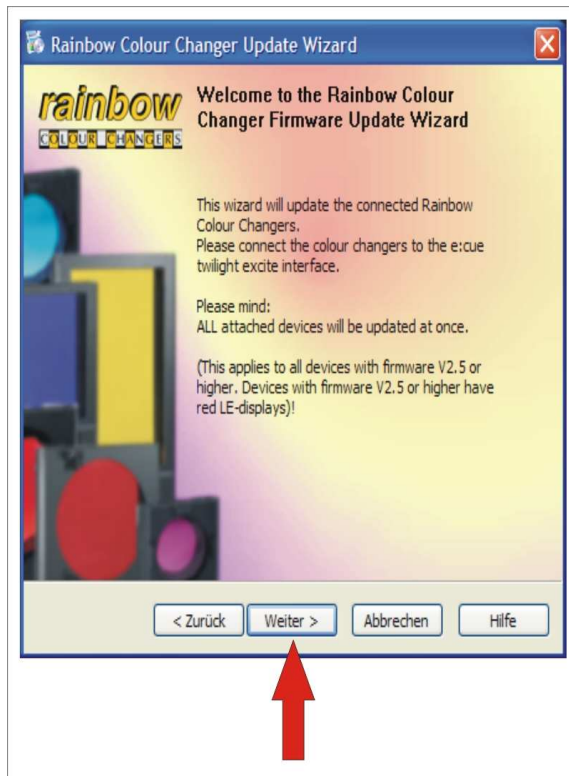 Rainbow Colour Changer Update Wizard
rainbow
COLOUR CHANGERS
Welcome to the Rainbow Colour
Changer Firmware Update Wizard
This wizard will update the connected Rainbow
Colour Changers.
Please connect the colour changers to the e:cue
twilight excite interface.
Please mind:
ALL attached devices will be updated at once.
(This applies to all devices with firmware V2.5 or
higher. Devices with firmware V2.5 or higher have
red LE-displays)!
< Zurück
Weiter >
Abbrechen
Hilfe